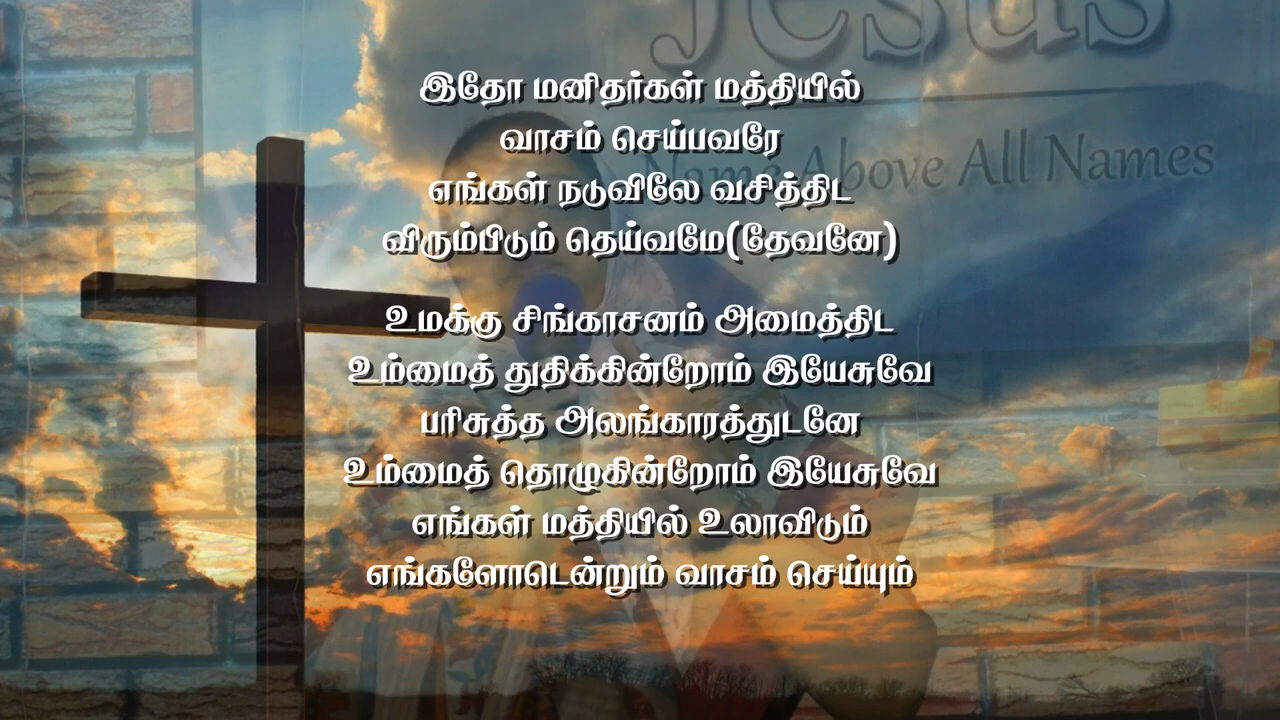 Jesus
Name Above All Names
இதோ மனிதர்கள் மத்தியில்
வாசம் செய்பவரே
எங்கள் நடுவிலே வசித்திட
விரும்பிடும் தெய்வமே(தேவனே)
உமக்கு சிங்காசனம் அமைத்திட
உம்மைத் துதிக்கின்றோம் இயேசுவே
பரிசுத்த அலங்காரத்துடனே
உம்மைத் தொழுகின்றோம் இயேசுவே
எங்கள் மத்தியில் உலாவிடும்
எங்களோடென்றும் வாசம் செய்யும்